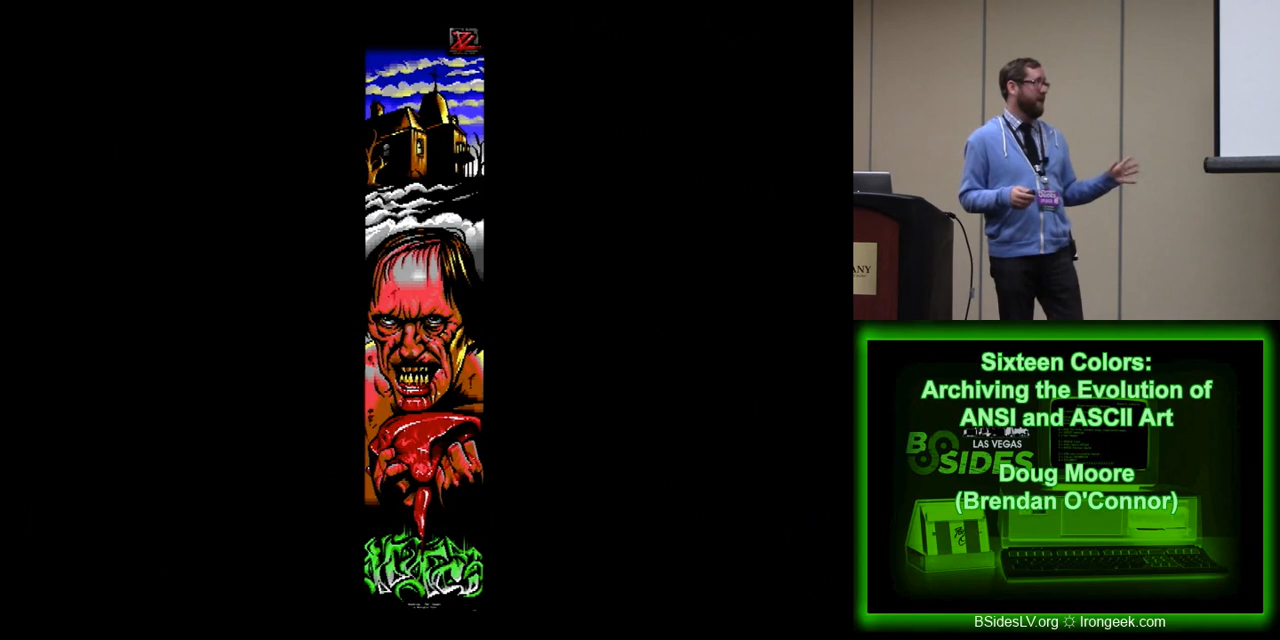 ANY
Sixteen Colors:
Archiving the Evolution of
ANSI and ASCII Art
LAS VEGAS
BSIDES
Doug Moore
(Brendan O'Connor)
BSidesLV.org ☼ Irongeek.com